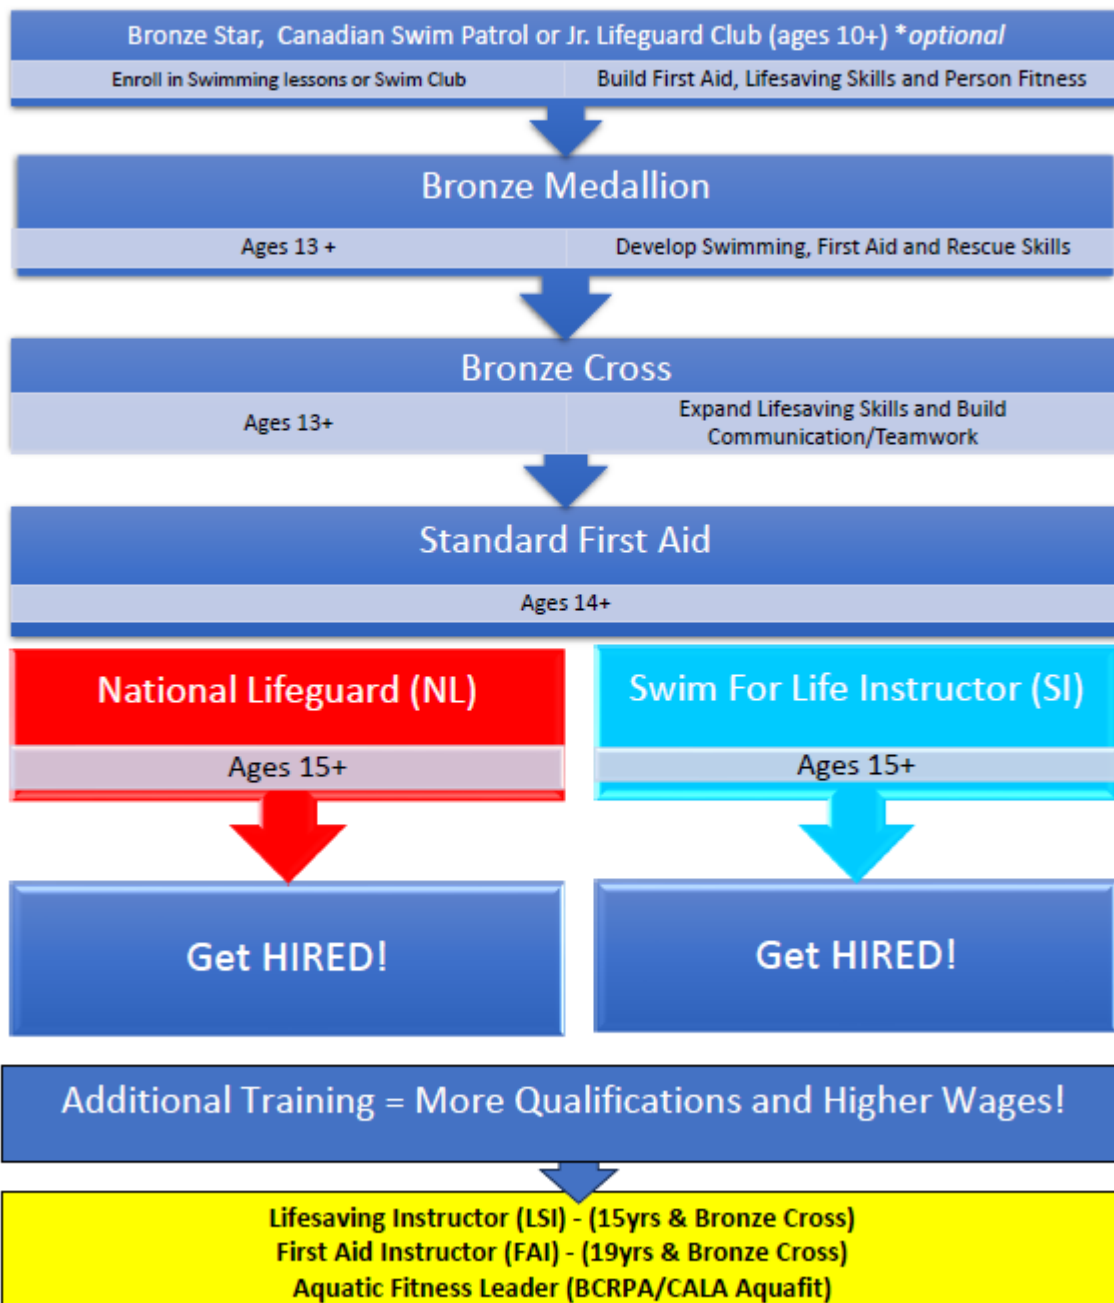 Bronze Star, Canadian Swim Patrol or Jr. Lifeguard Club (ages 10+) *optional
Enroll in Swimming lessons or Swim Club
Build First Aid, Lifesaving Skills and Person Fitness
Bronze Medallion
Ages 13 +
Develop Swimming, First Aid and Rescue Skills
Bronze Cross
Ages 13+
Expand Lifesaving Skills and Build
Communication/Teamwork
Standard First Aid
Ages 14+
National Lifeguard (NL)
Ages 15+
Swim For Life Instructor (SI)
Ages 15+
Get HIRED!
Get HIRED!
Additional Training = More Qualifications and Higher Wages!
Lifesaving Instructor (LSI) - (15yrs & Bronze Cross)
First Aid Instructor (FAI) - (19yrs & Bronze Cross)
Aquatic Fitness Leader (BCRPA/CALA Aquafit)